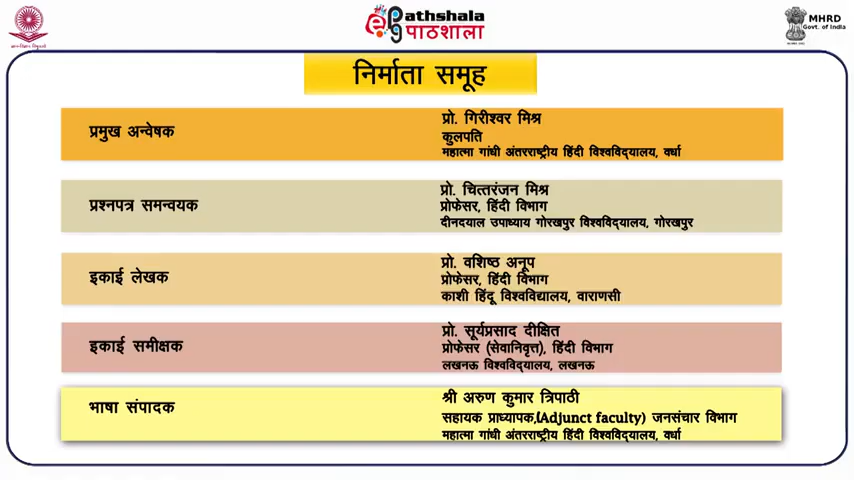 ePathshala
पाठशाला
MHRD
Govt. of India
निर्माता समूह
प्रमुख अन्वेषक
प्रो. गिरीश्वर मिश्र
कुलपति
महात्मा गांधी अंतरराष्ट्रीय हिंदी विश्वविद्यालय, वर्धा
प्रश्नपत्र समन्वयक
प्रो. चित्तरंजन मिश्र
प्रोफेसर, हिंदी विभाग
दीनदयाल उपाध्याय गोरखपुर विश्वविद्यालय, गोरखपुर
इकाई लेखक
प्रो. वशिष्ठ अनूप
प्रोफेसर, हिंदी विभाग
काशी हिंदू विश्वविद्यालय, वाराणसी
इकाई समीक्षक
प्रो. सूर्यप्रसाद दीक्षित
प्रोफेसर (सेवानिवृत्त), हिंदी विभाग
लखनऊ विश्वविद्यालय, लखनऊ
भाषा संपादक
श्री अरुण कुमार त्रिपाठी
सहायक प्राध्यापक,(Adjunct faculty) जनसंचार विभाग
महात्मा गांधी अंतरराष्ट्रीय हिंदी विश्वविद्यालय, वर्धा